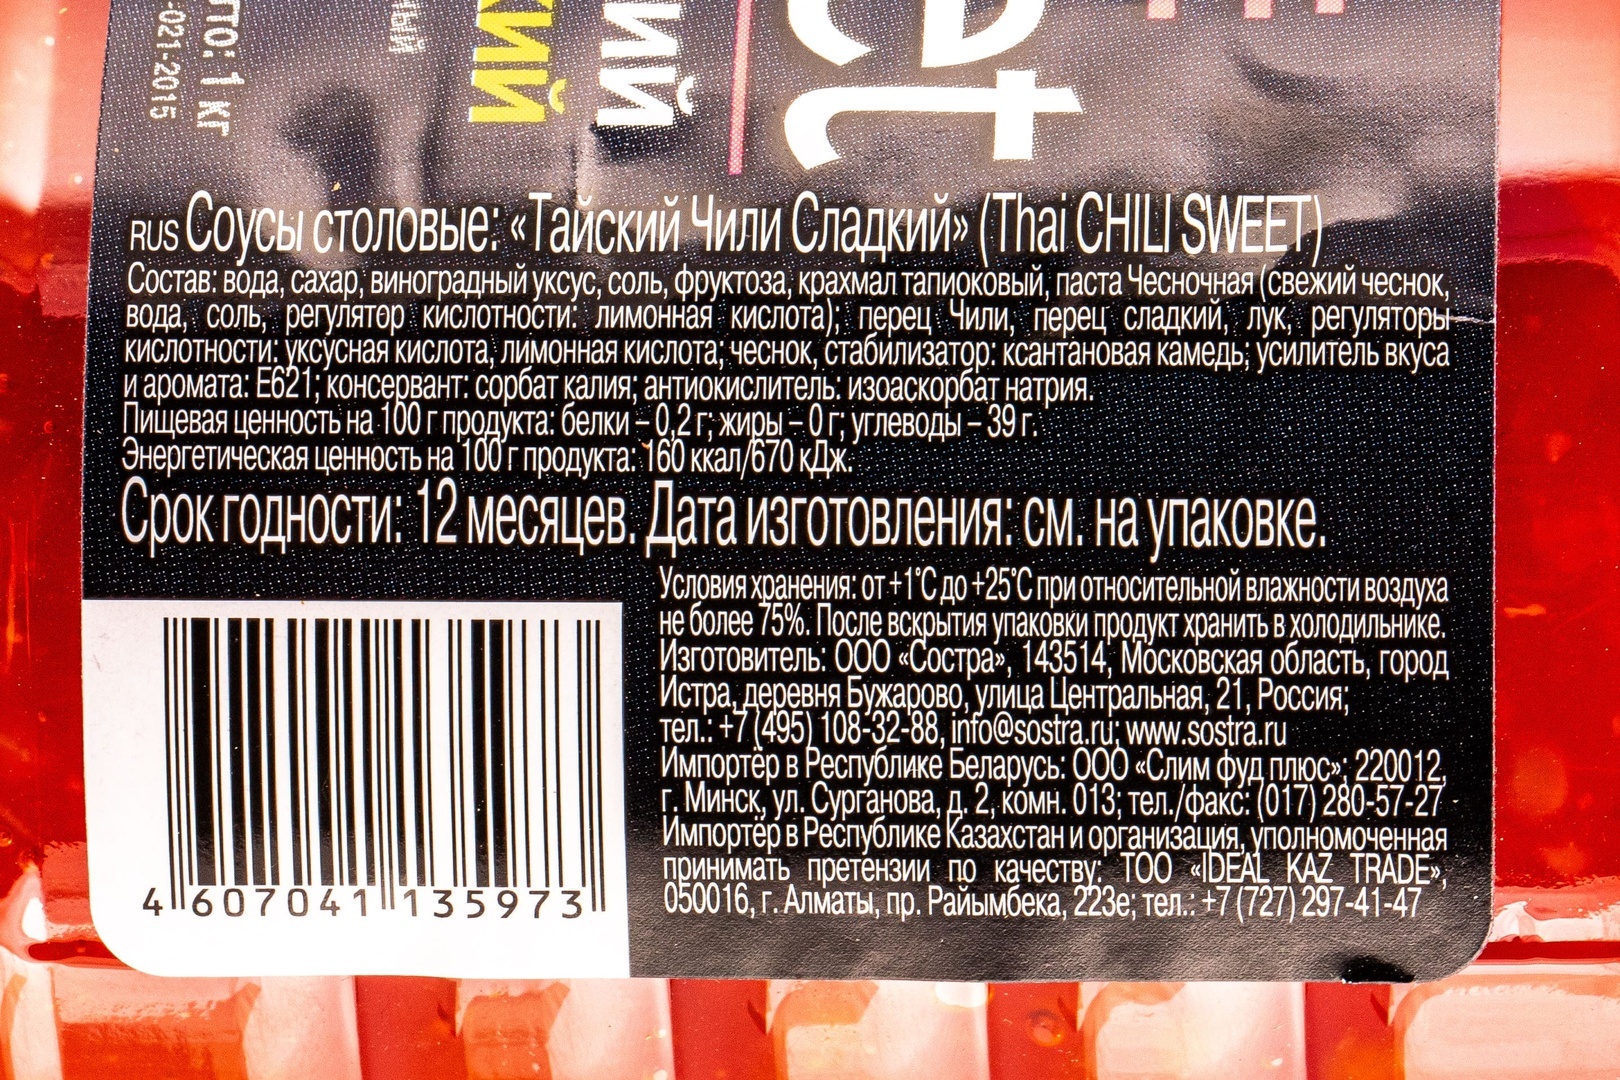 ТТО: 1 кг
-021-2015
ный
кий
ий
et
RUS Соусы столовые: «Тайский Чили Сладкий» (Thai CHILI SWEET)
Состав: вода, сахар, виноградный уксус, соль, фруктоза, крахмал тапиоковый, паста Чесночная (свежий чеснок,
вода, соль, регулятор кислотности: лимонная кислота); перец Чили, перец сладкий, лук, регуляторы
кислотности: уксусная кислота, лимонная кислота; чеснок, стабилизатор: ксантановая камедь; усилитель вкуса
и аромата: Е621; консервант: сорбат калия; антиокислитель: изоаскорбат натрия.
Пищевая ценность на 100 г продукта: белки – 0,2 г; жиры – 0 г; углеводы – 39 г.
Энергетическая ценность на 100 г продукта: 160 ккал/670 кДж.
Срок годности: 12 месяцев. Дата изготовления: см. на упаковке.
Условия хранения: от +1°С до +25°С при относительной влажности воздуха
не более 75%. После вскрытия упаковки продукт хранить в холодильнике.
Изготовитель: ООО «Состра», 143514, Московская область, город
Истра, деревня Бужарово, улица Центральная, 21, Россия;
тел.: +7 (495) 108-32-88, info@sostra.ru; www.sostra.ru
Импортёр в Республике Беларусь: ООО «Слим фуд плюс»; 220012,
г. Минск, ул. Сурганова, д. 2, комн. 013; тел./факс: (017) 280-57-27
Импортёр в Республике Казахстан и организация, уполномоченная
принимать претензии по качеству: ТОО «IDEAL KAZ TRADE»,
050016, г. Алматы, пр. Райымбека, 223е; тел.: +7 (727) 297-41-47
4 607041 135973